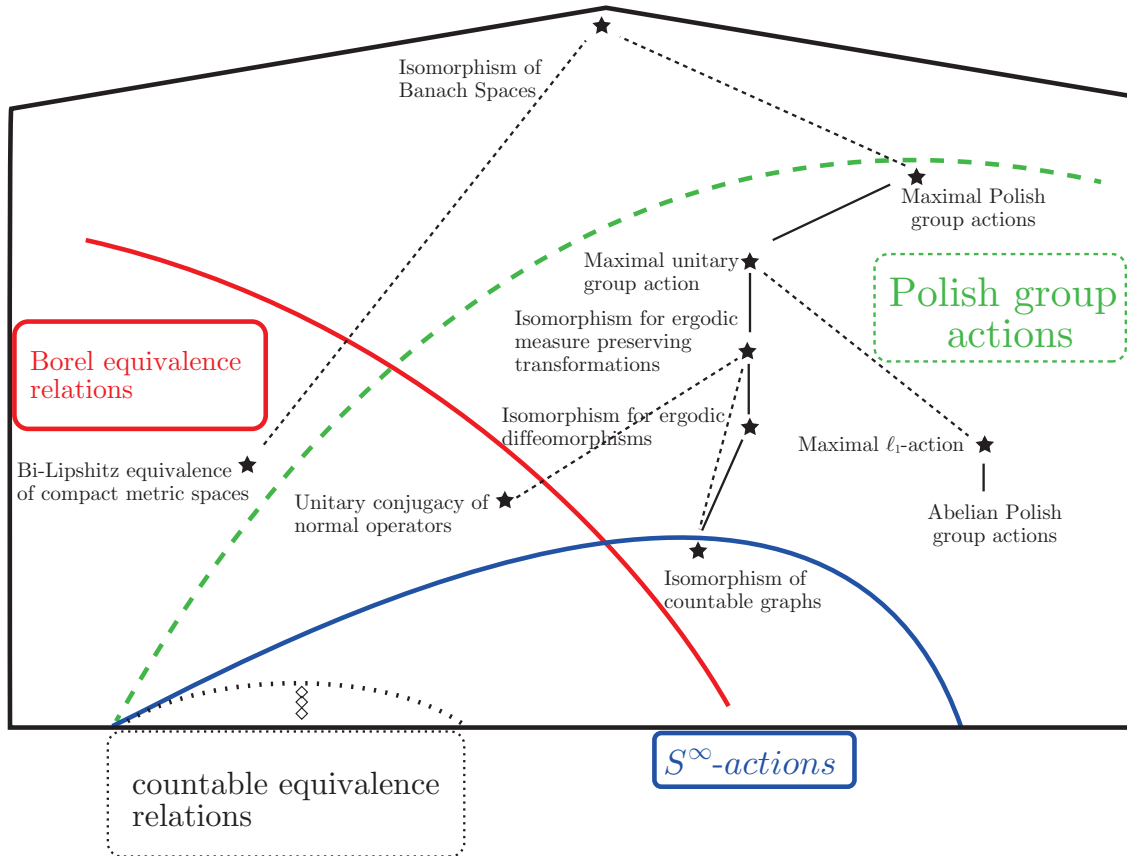 Isomorphism of
Banach Spaces
Maximal Polish
group actions
Maximal unitary
group action
Polish group
actions
Isomorphism for ergodic
measure preserving
transformations
Borel equivalence
relations
Isomorphism for ergodic
diffeomorphisms
Maximal ℓ₁-action
Bi-Lipshitz equivalence
of compact metric spaces
Unitary conjugacy of
normal operators
Abelian Polish
group actions
Isomorphism of
countable graphs
S^∞-actions
countable equivalence
relations